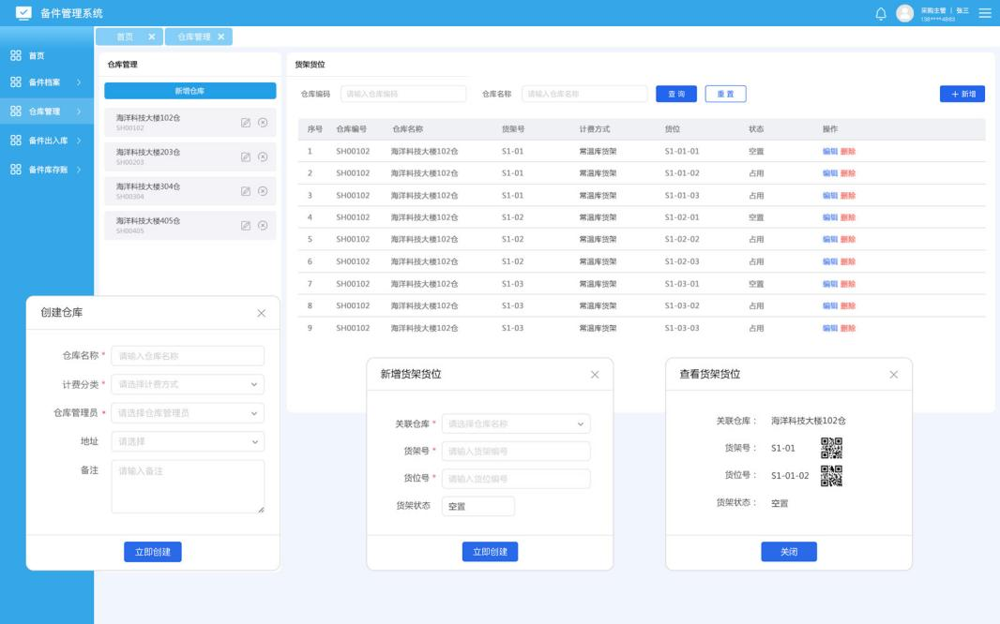 备件管理系统
采购主管 | 张三
138****4883
首页
备件档案
仓库管理
备件出入库
备件库存账
首页 ×
仓库管理 ×
仓库管理
新增仓库
海洋科技大楼102仓
SH00102
海洋科技大楼203仓
SH00203
海洋科技大楼304仓
SH00304
海洋科技大楼405仓
SH00405
货架货位
仓库编码 请输入仓库编码 仓库名称 请输入仓库名称 查 询 重 置 + 新增
序号 仓库编号 仓库名称 货架号 计费方式 货位 状态 操作
1 SH00102 海洋科技大楼102仓 S1-01 常温库货架 S1-01-01 空置 编辑 删除
2 SH00102 海洋科技大楼102仓 S1-01 常温库货架 S1-01-02 占用 编辑 删除
3 SH00102 海洋科技大楼102仓 S1-01 常温库货架 S1-01-03 占用 编辑 删除
4 SH00102 海洋科技大楼102仓 S1-02 常温库货架 S1-02-01 空置 编辑 删除
5 SH00102 海洋科技大楼102仓 S1-02 常温库货架 S1-02-02 占用 编辑 删除
6 SH00102 海洋科技大楼102仓 S1-02 常温库货架 S1-02-03 占用 编辑 删除
7 SH00102 海洋科技大楼102仓 S1-03 常温库货架 S1-03-01 空置 编辑 删除
8 SH00102 海洋科技大楼102仓 S1-03 常温库货架 S1-03-02 占用 编辑 删除
9 SH00102 海洋科技大楼102仓 S1-03 常温库货架 S1-03-03 占用 编辑 删除
创建仓库
仓库名称 * 请输入仓库名称
计费分类 * 请选择计费方式
仓库管理员 * 请选择仓库管理员
地址 请选择
备注 请输入备注
立即创建
新增货架货位
关联仓库 * 请选择仓库名称
货架号 * 请输入货架编号
货位号 * 请输入货位编号
货架状态 空置
立即创建
查看货架货位
关联仓库： 海洋科技大楼102仓
货架号： S1-01
货位号： S1-01-02
货架状态： 空置
关闭